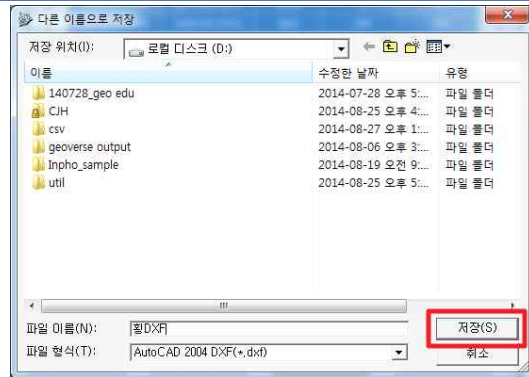 다른 이름으로 저장
저장 위치(I): 로컬 디스크 (D:)
이름 수정한 날짜 유형
140728_geo edu 2014-07-28 오후 5:... 파일 폴더
CJH 2014-08-25 오후 4:... 파일 폴더
csv 2014-08-27 오후 1:... 파일 폴더
geoverse output 2014-08-06 오후 3:... 파일 폴더
Inpho_sample 2014-08-19 오전 9:... 파일 폴더
util 2014-08-25 오후 5:... 파일 폴더
파일 이름(N): 횡DXF 저장(S)
파일 형식(T): AutoCAD 2004 DXF(*.dxf) 취소